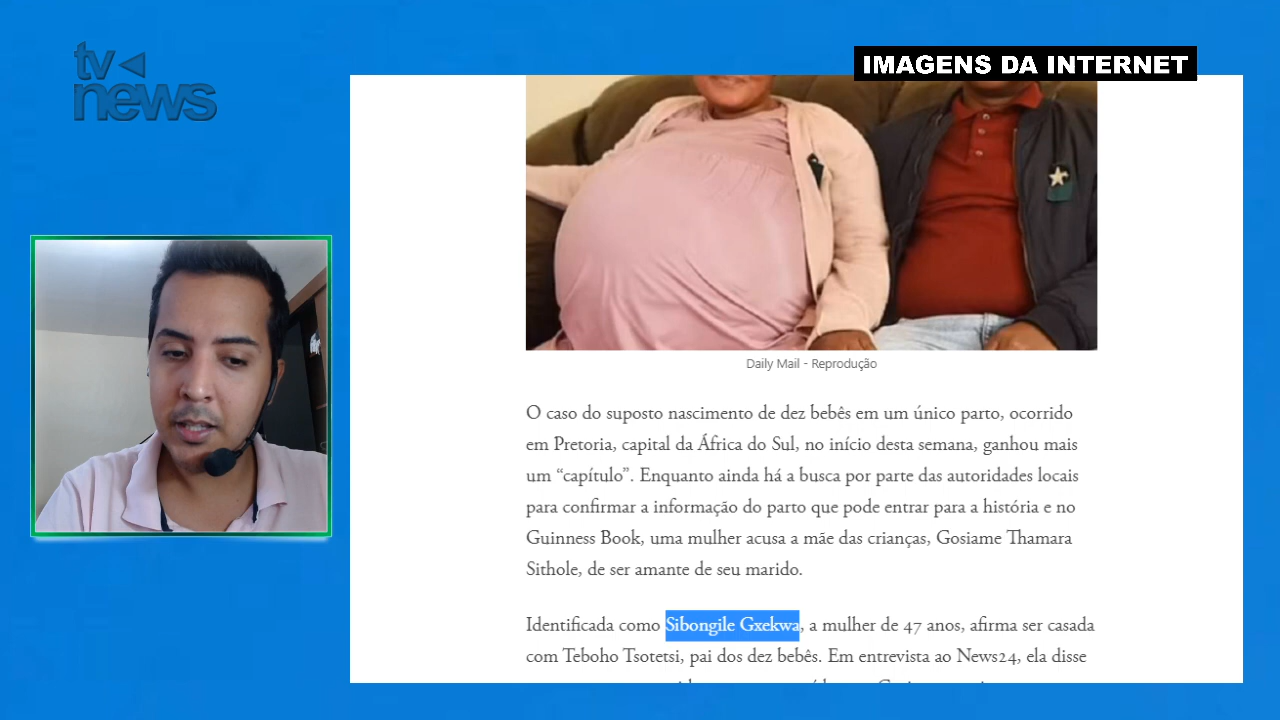 tv
news
IMAGENS DA INTERNET
Daily Mail - Reprodução
O caso do suposto nascimento de dez bebês em um único parto, ocorrido
em Pretoria, capital da África do Sul, no início desta semana, ganhou mais
um “capítulo”. Enquanto ainda há a busca por parte das autoridades locais
para confirmar a informação do parto que pode entrar para a história e no
Guinness Book, uma mulher acusa a mãe das crianças, Gosiame Thamara
Sithole, de ser amante de seu marido.
Identificada como Sibongile Gxekwa, a mulher de 47 anos, afirma ser casada
com Teboho Tsotetsi, pai dos dez bebês. Em entrevista ao News24, ela disse